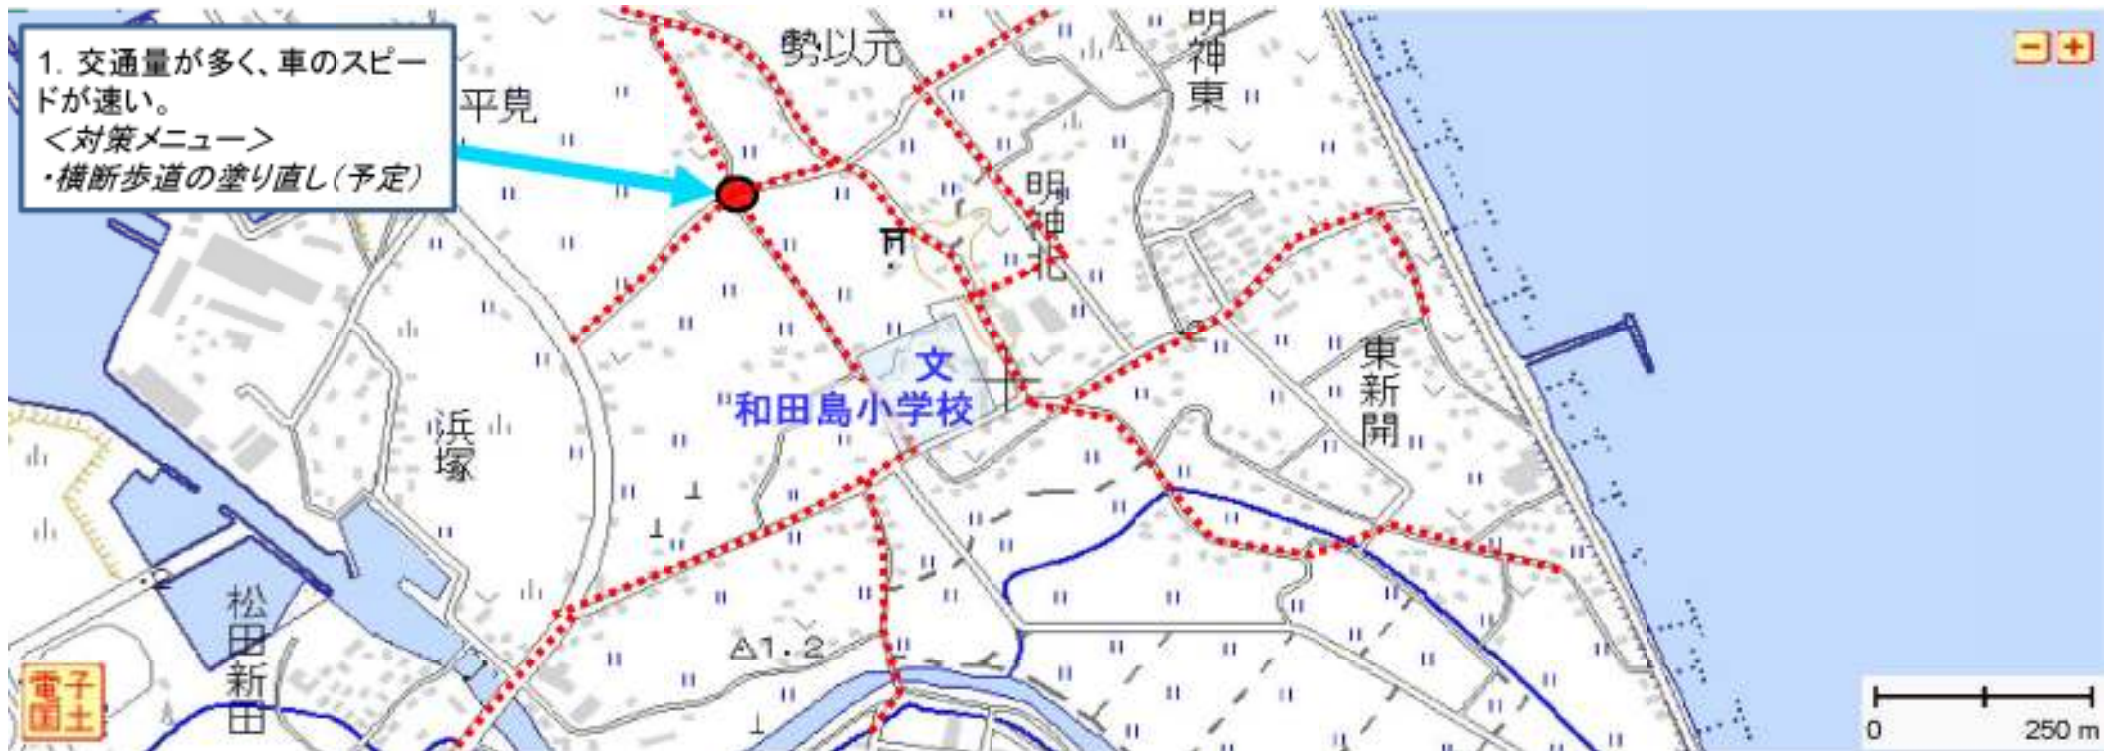 1. 交通量が多く、車のスピー
ドが速い。
＜対策メニュー＞
・横断歩道の塗り直し（予定）
勢以元
明神東
平見
明神北
文
和田島小学校
東新開
浜塚
松田新田
1.2
電子
国土
0
250 m